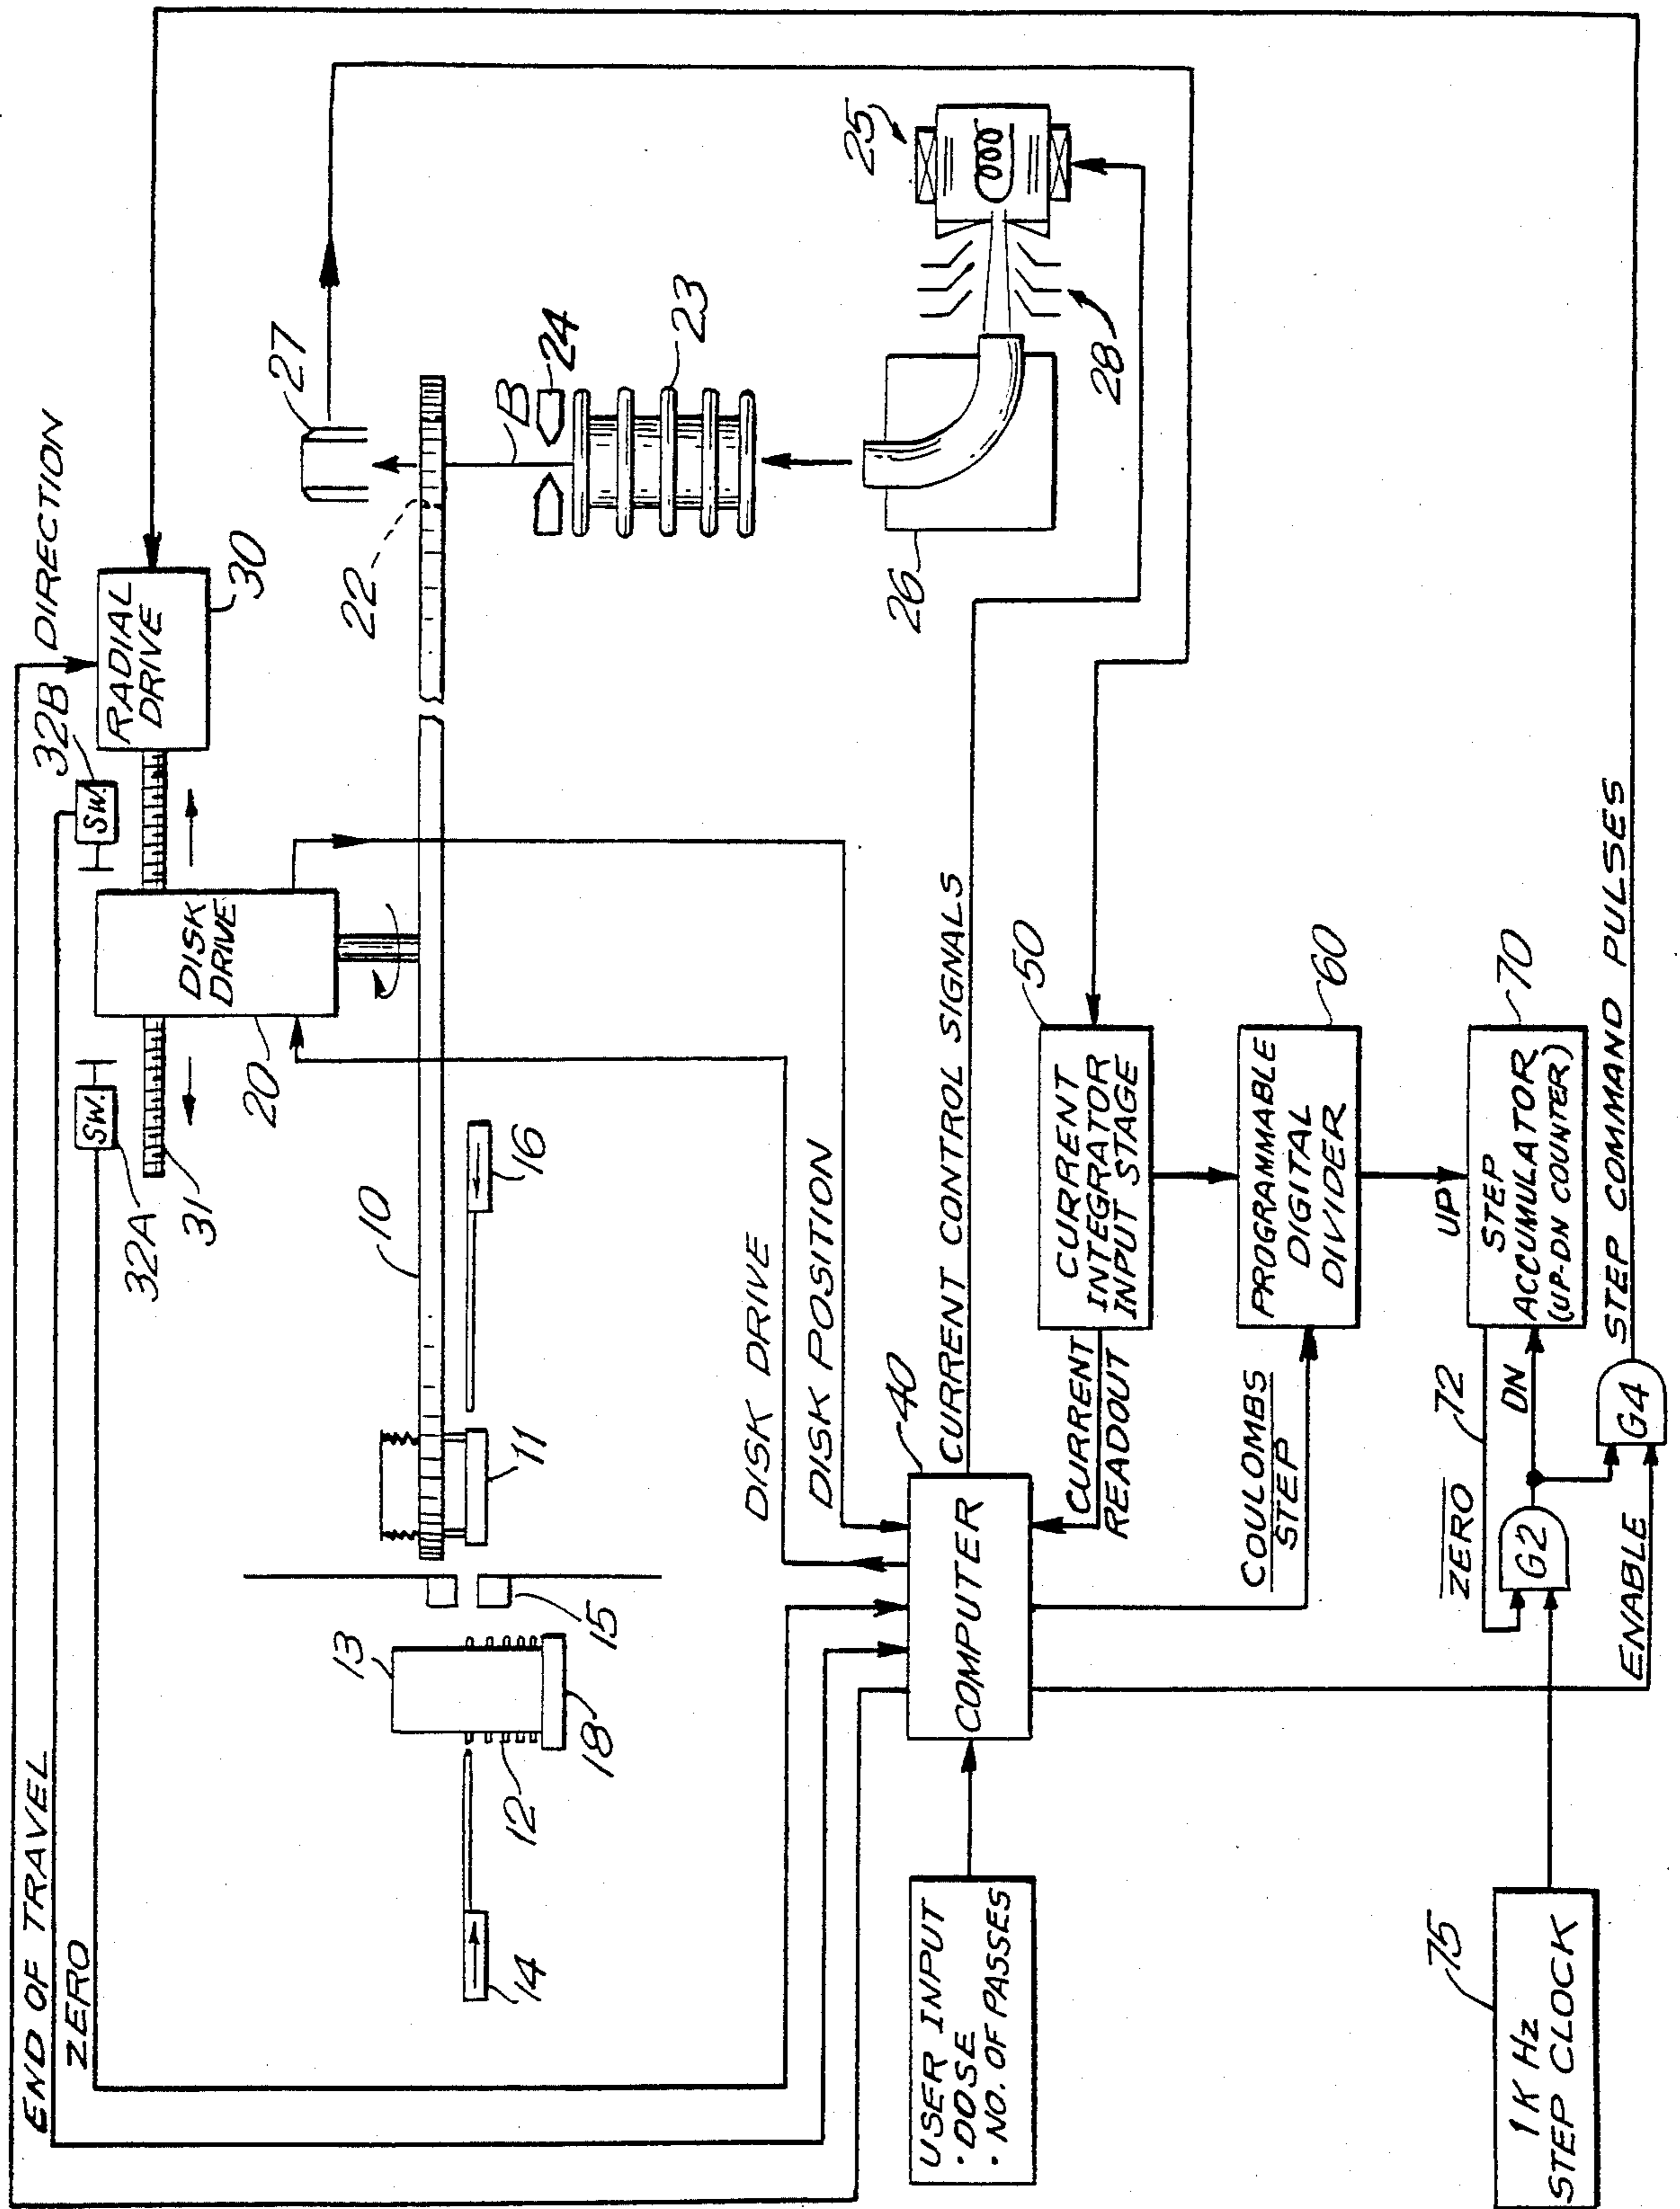 END OF TRAVEL
ZERO
DIRECTION
32B
SW.
RADIAL
DRIVE
30
SW.
32A
31
DISK
DRIVE
20
27
22
B
24
23
25
28
26
10
16
11
13
12
18
15
14
DISK DRIVE
DISK POSITION
CURRENT CONTROL SIGNALS
40
COMPUTER
USER INPUT
· DOSE
· NO. OF PASSES
CURRENT
READOUT
50
CURRENT
INTEGRATOR
INPUT STAGE
COULOMBS
STEP
60
PROGRAMMABLE
DIGITAL
DIVIDER
UP
70
STEP
ACCUMULATOR
(UP-DN COUNTER)
72
ZERO
DN
G2
G4
ENABLE
STEP COMMAND PULSES
75
1K Hz
STEP CLOCK